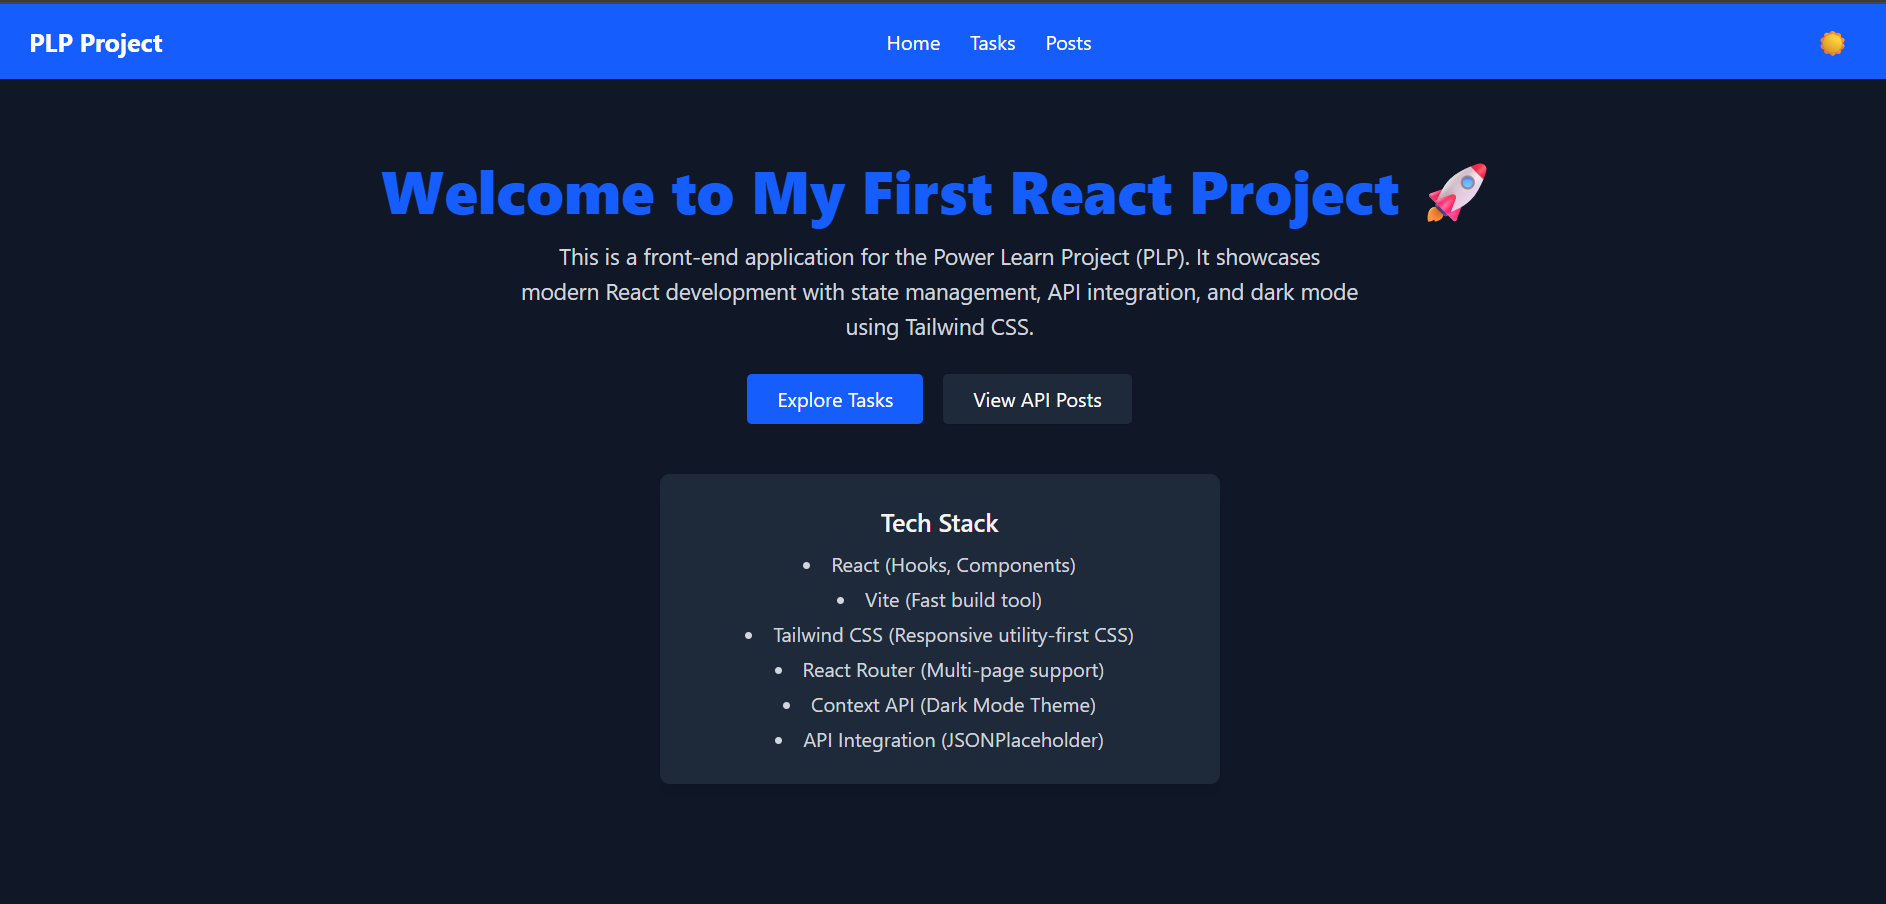 PLP Project
Home Tasks Posts
Welcome to My First React Project 🚀
This is a front-end application for the Power Learn Project (PLP). It showcases
modern React development with state management, API integration, and dark mode
using Tailwind CSS.
Explore Tasks
View API Posts
Tech Stack
• React (Hooks, Components)
• Vite (Fast build tool)
• Tailwind CSS (Responsive utility-first CSS)
• React Router (Multi-page support)
• Context API (Dark Mode Theme)
• API Integration (JSONPlaceholder)